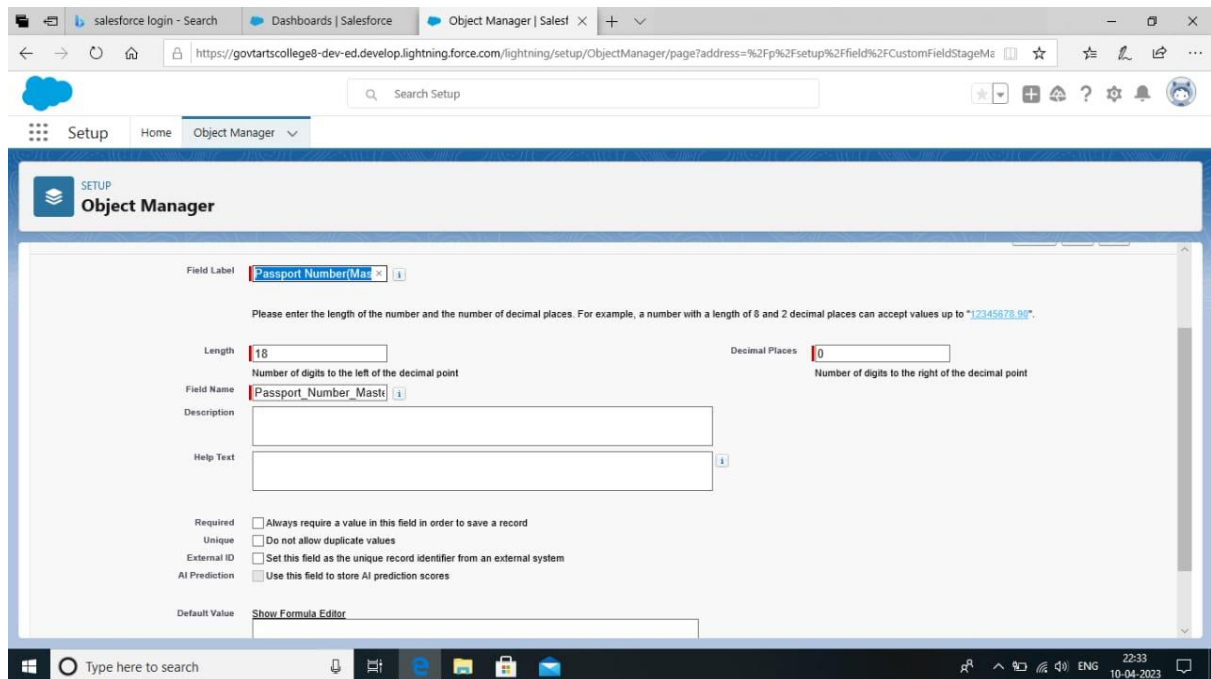 salesforce login - Search
Dashboards | Salesforce
Object Manager | Salesf
https://govtartscollege8-dev-ed.develop.lightning.force.com/lightning/setup/ObjectManager/page?address=%2Fp%2Fsetup%2Ffield%2FCustomFieldStageMa
Search Setup
Setup Home Object Manager
SETUP
Object Manager
Field Label Passport Number(Mas
Please enter the length of the number and the number of decimal places. For example, a number with a length of 8 and 2 decimal places can accept values up to "12345678.90".
Length 18 Decimal Places 0
Number of digits to the left of the decimal point Number of digits to the right of the decimal point
Field Name Passport_Number_Maste
Description
Help Text
Required Always require a value in this field in order to save a record
Unique Do not allow duplicate values
External ID Set this field as the unique record identifier from an external system
AI Prediction Use this field to store AI prediction scores
Default Value Show Formula Editor
Type here to search ENG 22:33
10-04-2023